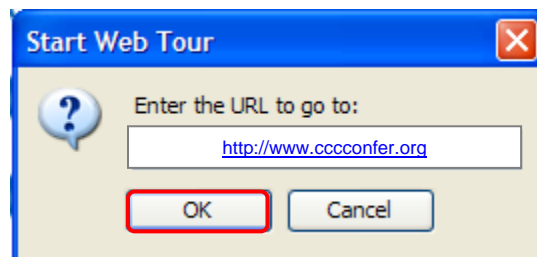 Start Web Tour
Enter the URL to go to:
http://www.cccconfer.org
OK Cancel